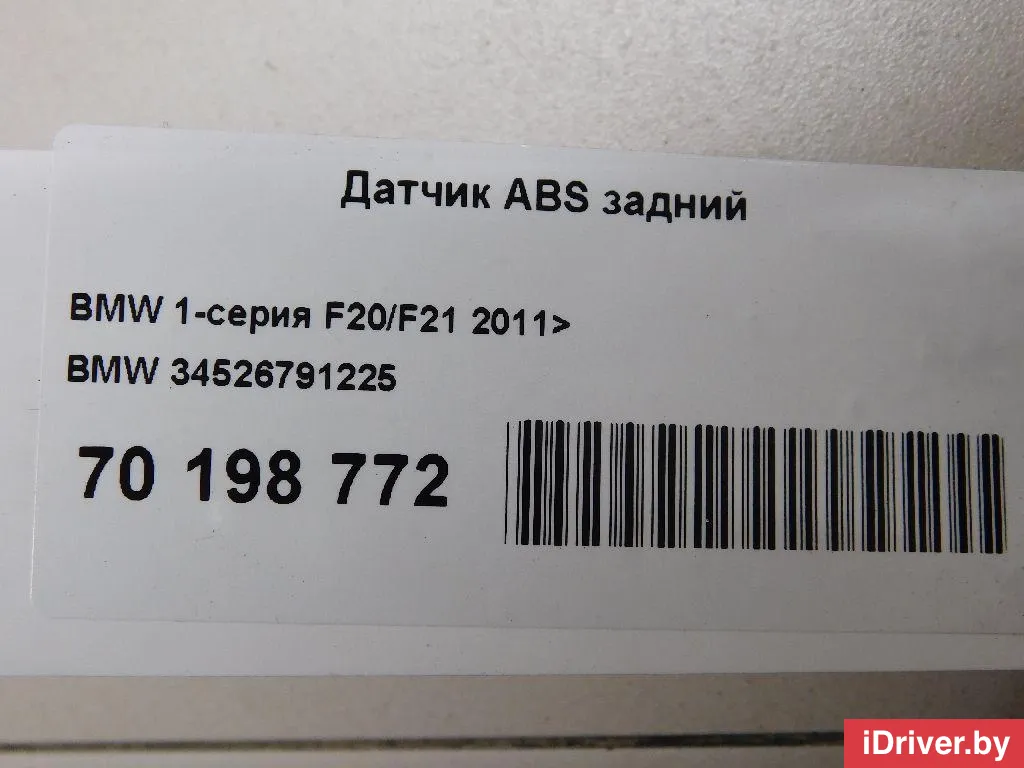 Датчик ABS задний
BMW 1-серия F20/F21 2011>
BMW 34526791225
70 198 772
iDriver.by